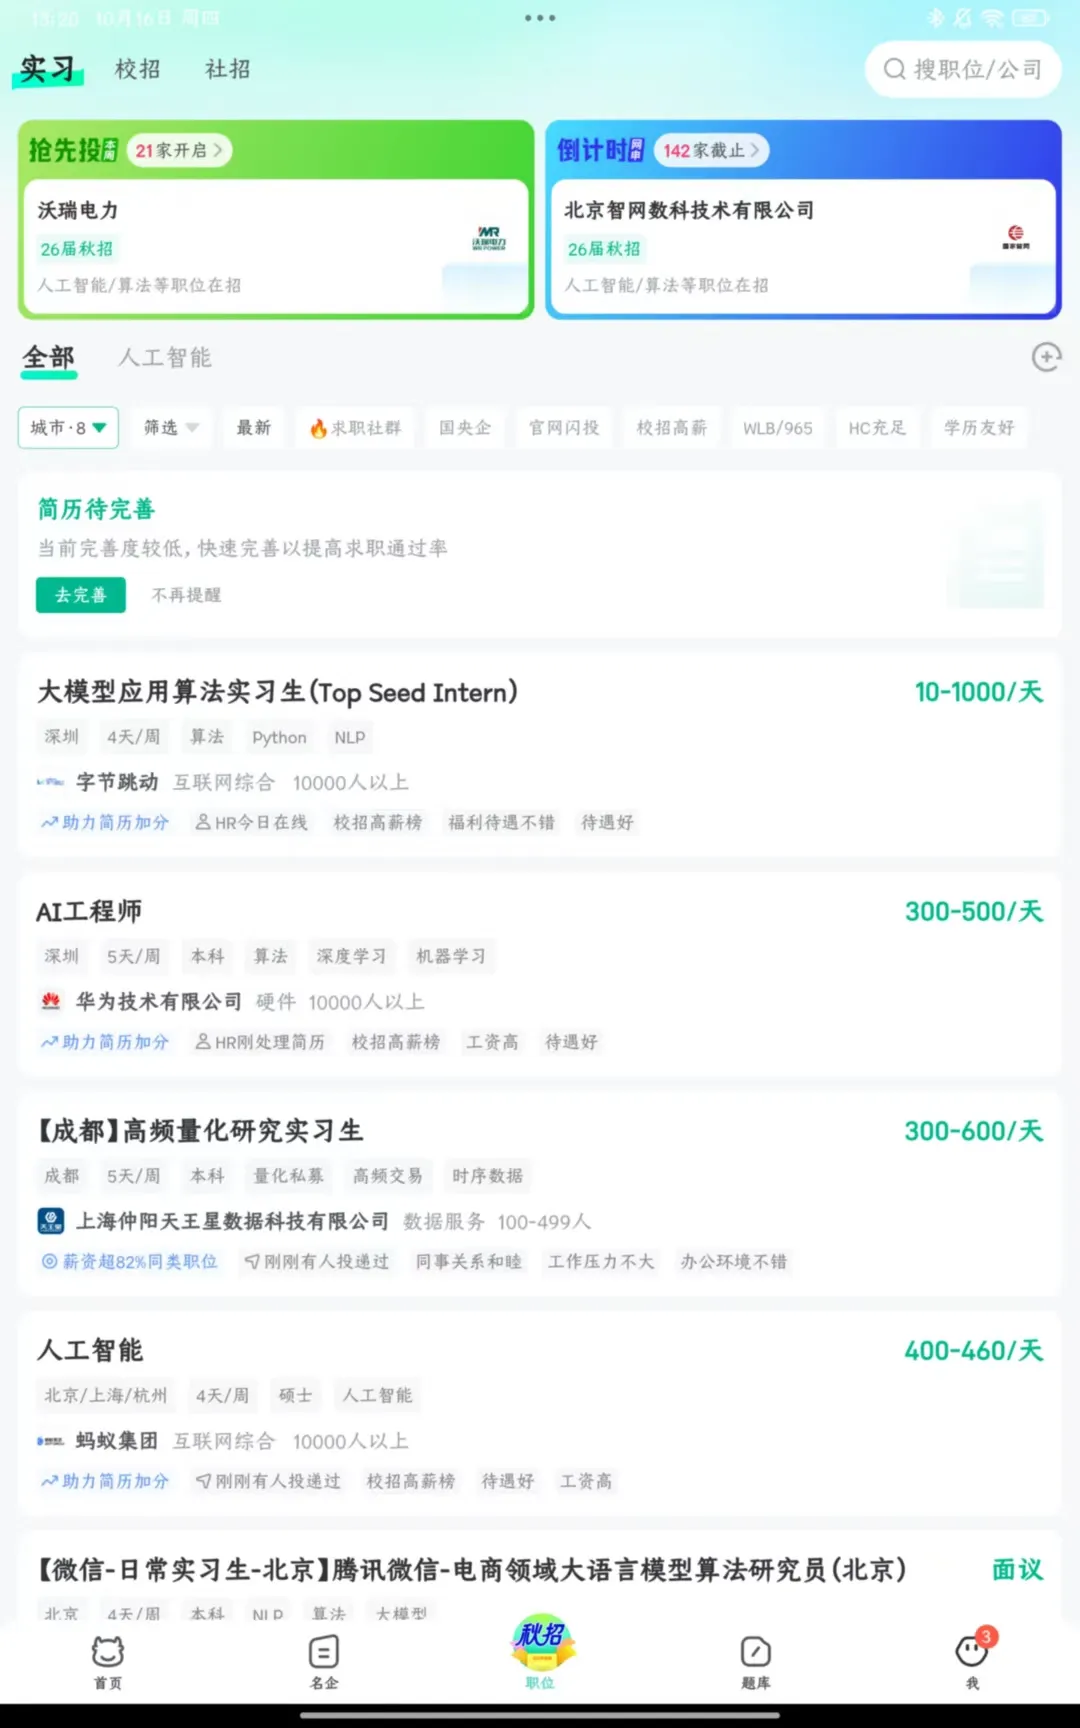 13:20 10月16日 周四
实习 校招 社招
搜职位/公司
抢先投 本周 21家开启
沃瑞电力
26届秋招
人工智能/算法等职位在招
WR
沃瑞电力
WR POWER
倒计时 网申 142家截止
北京智网数科技术有限公司
26届秋招
人工智能/算法等职位在招
全部 人工智能
城市·8 筛选 最新 求职社群 国央企 官网闪投 校招高薪 WLB/965 HC充足 学历友好
简历待完善
当前完善度较低,快速完善以提高求职通过率
去完善 不再提醒
大模型应用算法实习生(Top Seed Intern) 10-1000/天
深圳 4天/周 算法 Python NLP
字节跳动 互联网综合 10000人以上
助力简历加分 HR今日在线 校招高薪榜 福利待遇不错 待遇好
AI工程师 300-500/天
深圳 5天/周 本科 算法 深度学习 机器学习
华为技术有限公司 硬件 10000人以上
助力简历加分 HR刚处理简历 校招高薪榜 工资高 待遇好
【成都】高频量化研究实习生 300-600/天
成都 5天/周 本科 量化私募 高频交易 时序数据
上海仲阳天王星数据科技有限公司 数据服务 100-499人
薪资超82%同类职位 刚刚有人投递过 同事关系和睦 工作压力不大 办公环境不错
人工智能 400-460/天
北京/上海/杭州 4天/周 硕士 人工智能
蚂蚁集团 互联网综合 10000人以上
助力简历加分 刚刚有人投递过 校招高薪榜 待遇好 工资高
【微信-日常实习生-北京】腾讯微信-电商领域大语言模型算法研究员(北京) 面议
北京 4天/周 本科 NLP 算法 大模型
秋招
3
首页 名企 职位 题库 我